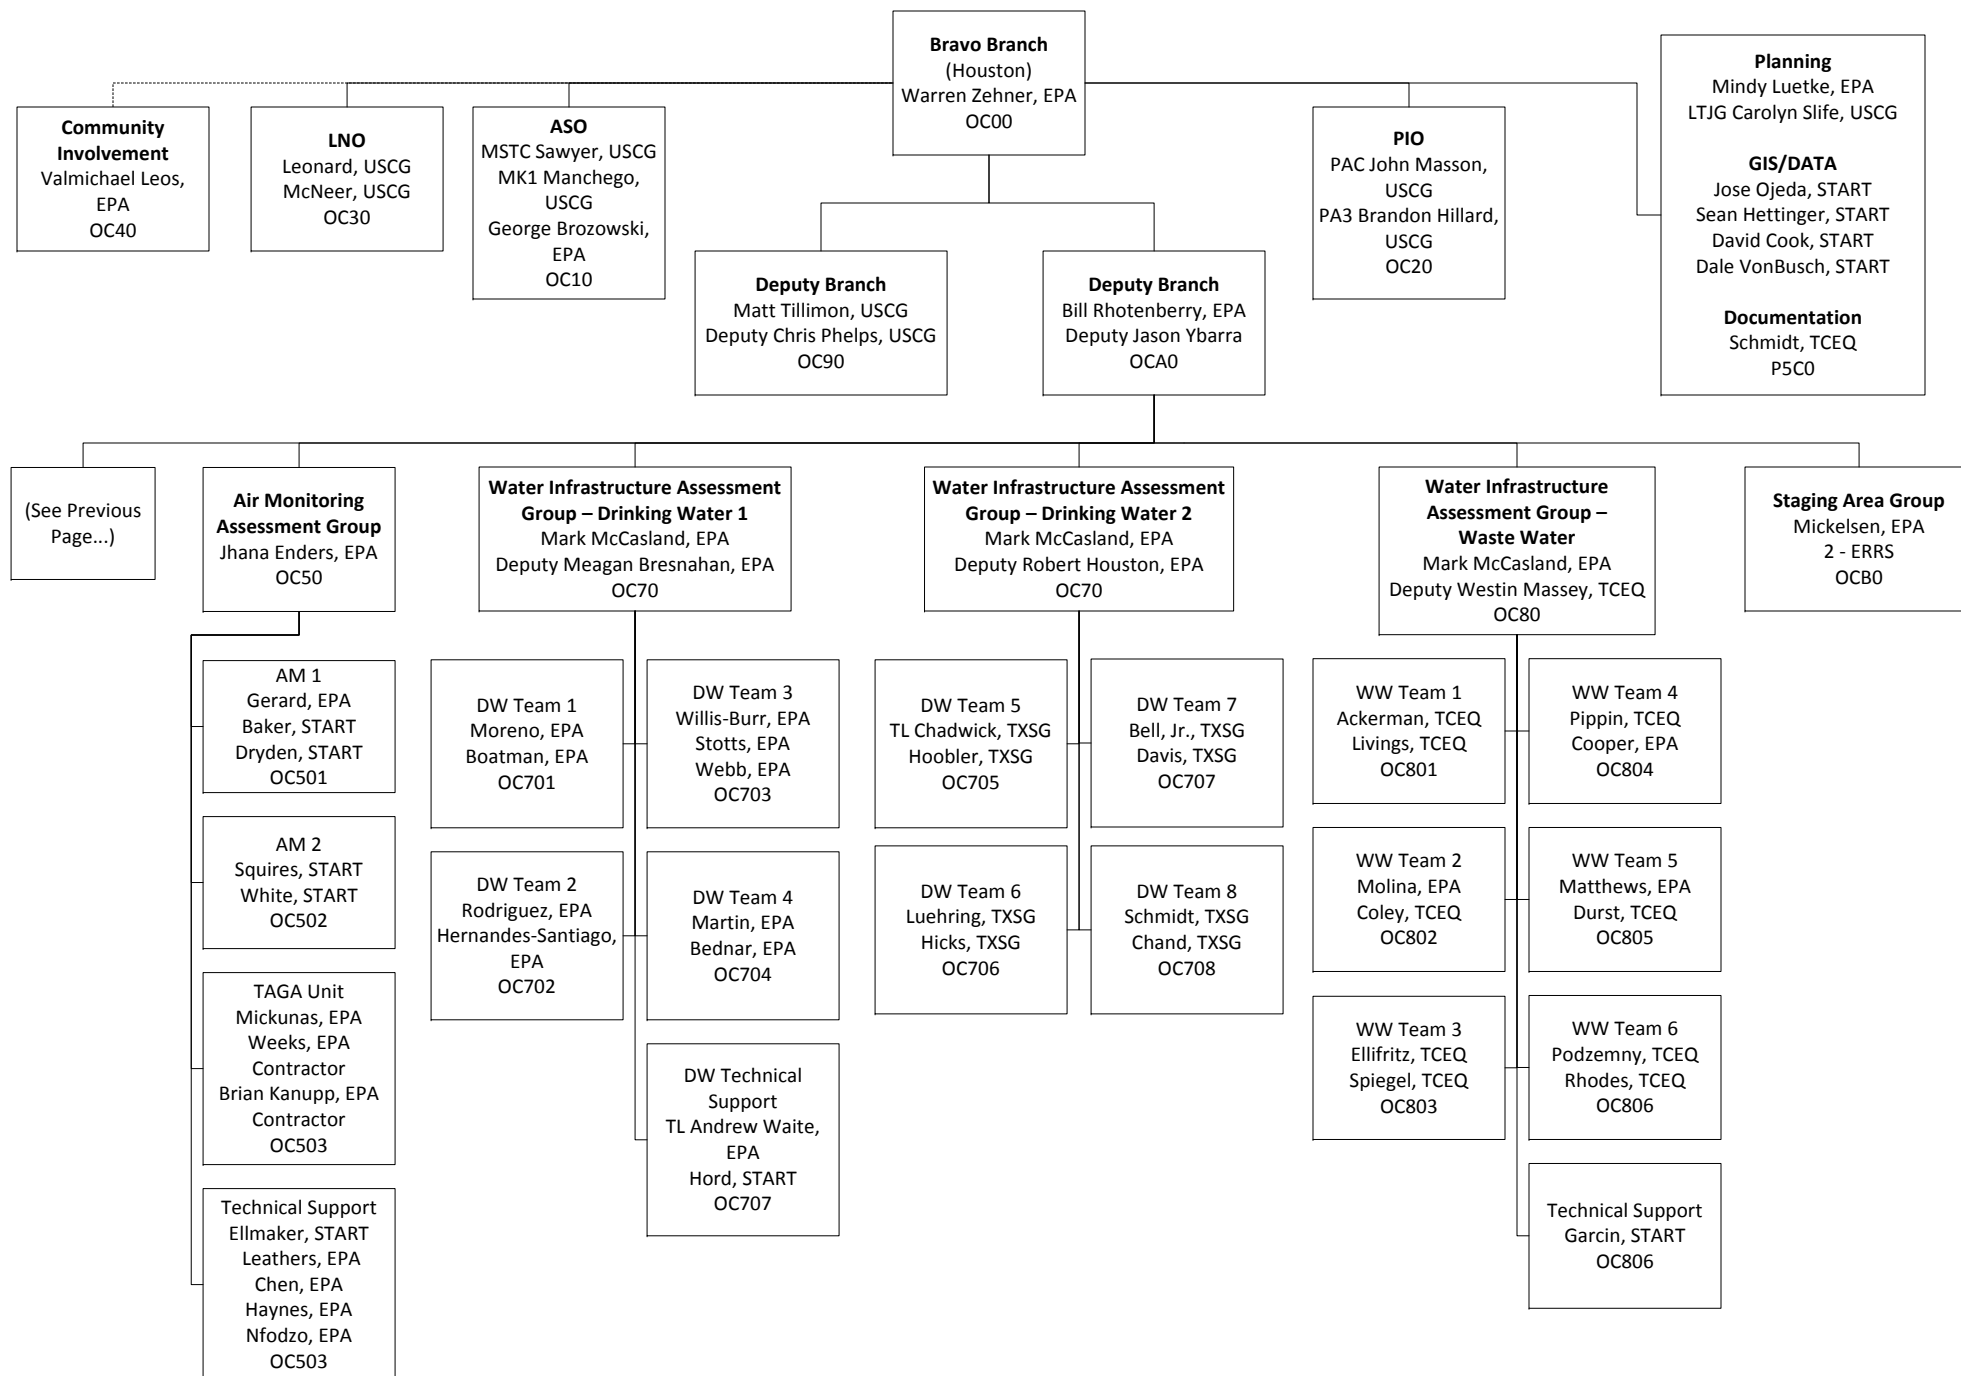 Bravo Branch
(Houston)
Warren Zehner, EPA
OC00
Planning
Mindy Luetke, EPA
LTJG Carolyn Slife, USCG
GIS/DATA
Jose Ojeda, START
Sean Hettinger, START
David Cook, START
Dale VonBusch, START
Documentation
Schmidt, TCEQ
P5C0
Community
Involvement
Valmichael Leos,
EPA
OC40
LNO
Leonard, USCG
McNeer, USCG
OC30
ASO
MSTC Sawyer, USCG
MK1 Manchego,
USCG
George Brozowski,
EPA
OC10
PIO
PAC John Masson,
USCG
PA3 Brandon Hillard,
USCG
OC20
Deputy Branch
Matt Tillimon, USCG
Deputy Chris Phelps, USCG
OC90
Deputy Branch
Bill Rhotenberry, EPA
Deputy Jason Ybarra
OCA0
(See Previous
Page...)
Air Monitoring
Assessment Group
Jhana Enders, EPA
OC50
Water Infrastructure Assessment
Group – Drinking Water 1
Mark McCasland, EPA
Deputy Meagan Bresnahan, EPA
OC70
Water Infrastructure Assessment
Group – Drinking Water 2
Mark McCasland, EPA
Deputy Robert Houston, EPA
OC70
Water Infrastructure
Assessment Group –
Waste Water
Mark McCasland, EPA
Deputy Westin Massey, TCEQ
OC80
Staging Area Group
Mickelsen, EPA
2 - ERRS
OCB0
AM 1
Gerard, EPA
Baker, START
Dryden, START
OC501
AM 2
Squires, START
White, START
OC502
TAGA Unit
Mickunas, EPA
Weeks, EPA
Contractor
Brian Kanupp, EPA
Contractor
OC503
Technical Support
Ellmaker, START
Leathers, EPA
Chen, EPA
Haynes, EPA
Nfodzo, EPA
OC503
DW Team 1
Moreno, EPA
Boatman, EPA
OC701
DW Team 3
Willis-Burr, EPA
Stotts, EPA
Webb, EPA
OC703
DW Team 2
Rodriguez, EPA
Hernandes-Santiago,
EPA
OC702
DW Team 4
Martin, EPA
Bednar, EPA
OC704
DW Technical
Support
TL Andrew Waite,
EPA
Hord, START
OC707
DW Team 5
TL Chadwick, TXSG
Hoobler, TXSG
OC705
DW Team 7
Bell, Jr., TXSG
Davis, TXSG
OC707
DW Team 6
Luehring, TXSG
Hicks, TXSG
OC706
DW Team 8
Schmidt, TXSG
Chand, TXSG
OC708
WW Team 1
Ackerman, TCEQ
Livings, TCEQ
OC801
WW Team 4
Pippin, TCEQ
Cooper, EPA
OC804
WW Team 2
Molina, EPA
Coley, TCEQ
OC802
WW Team 5
Matthews, EPA
Durst, TCEQ
OC805
WW Team 3
Ellifritz, TCEQ
Spiegel, TCEQ
OC803
WW Team 6
Podzemny, TCEQ
Rhodes, TCEQ
OC806
Technical Support
Garcin, START
OC806